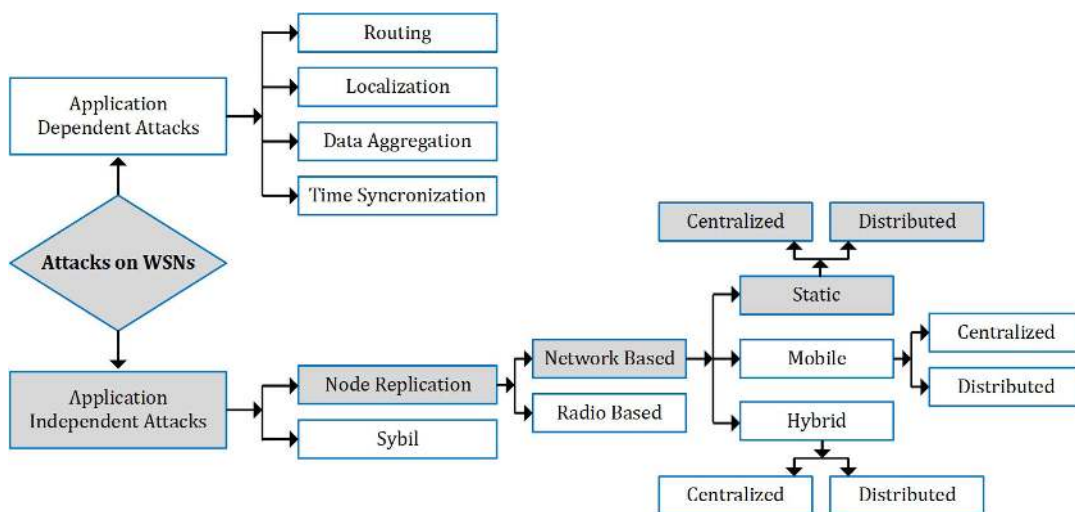 Routing
Application
Dependent Attacks
Localization
Data Aggregation
Time Syncronization
Attacks on WSNs
Centralized
Distributed
Static
Application
Independent Attacks
Node Replication
Sybil
Network Based
Radio Based
Mobile
Centralized
Distributed
Hybrid
Centralized
Distributed